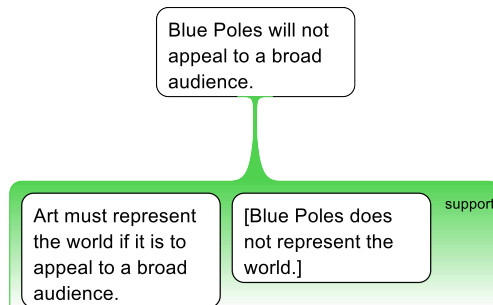 Blue Poles will not
appeal to a broad
audience.
Art must represent
the world if it is to
appeal to a broad
audience.
[Blue Poles does
not represent the
world.]
support